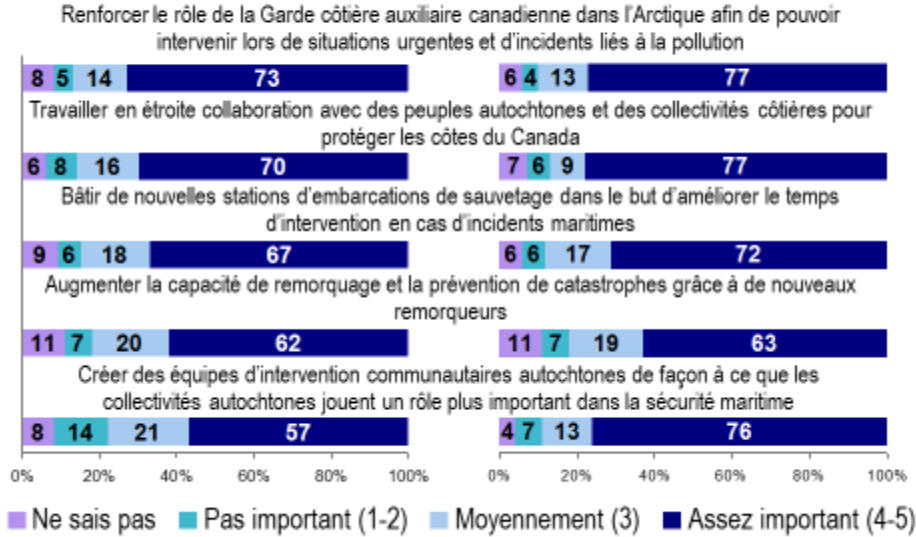 Renforcer le rôle de la Garde côtière auxiliaire canadienne dans l'Arctique afin de pouvoir
intervenir lors de situations urgentes et d'incidents liés à la pollution
8 5 14 73 6 4 13 77
Travailler en étroite collaboration avec des peuples autochtones et des collectivités côtières pour
protéger les côtes du Canada
6 8 16 70 7 6 9 77
Bâtir de nouvelles stations d'embarcations de sauvetage dans le but d'améliorer le temps
d'intervention en cas d'incidents maritimes
9 6 18 67 6 6 17 72
Augmenter la capacité de remorquage et la prévention de catastrophes grâce à de nouveaux
remorqueurs
11 7 20 62 11 7 19 63
Créer des équipes d'intervention communautaires autochtones de façon à ce que les
collectivités autochtones jouent un rôle plus important dans la sécurité maritime
8 14 21 57 4 7 13 76
0% 20% 40% 60% 80% 100% 0% 20% 40% 60% 80% 100%
Ne sais pas Pas important (1-2) Moyennement (3) Assez important (4-5)